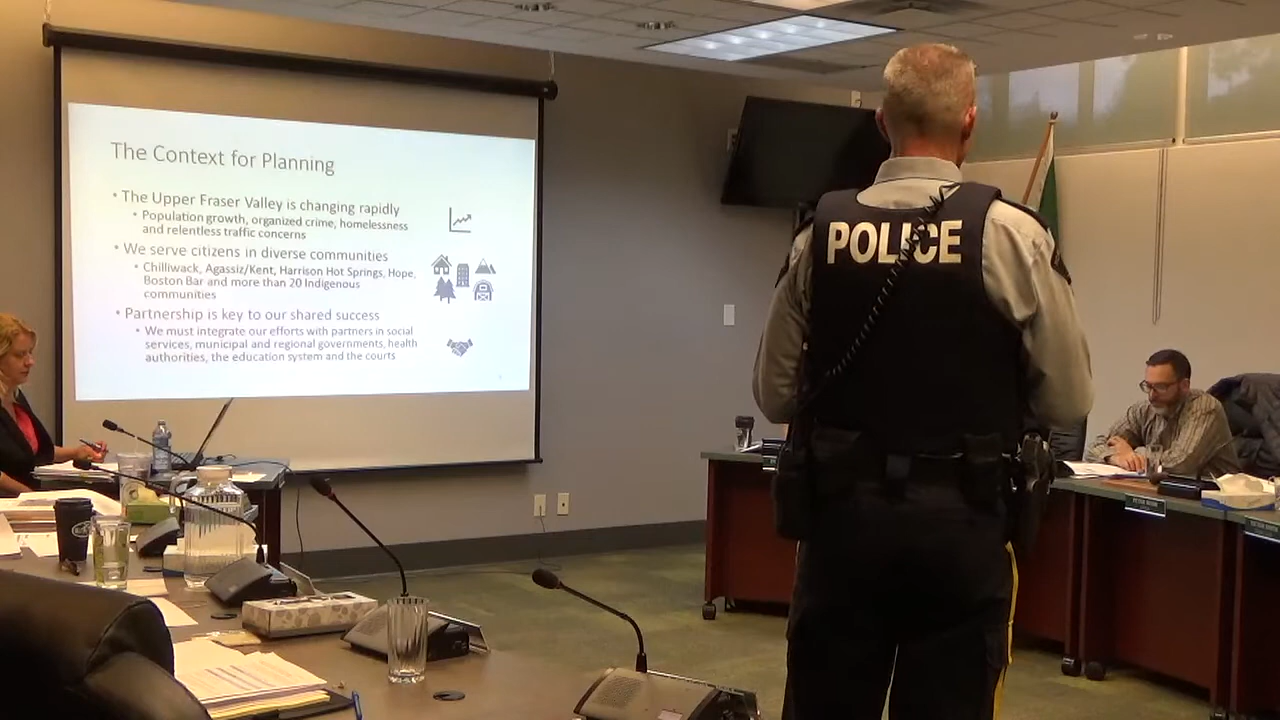 The Context for Planning
• The Upper Fraser Valley is changing rapidly
• Population growth, organized crime, homelessness
and relentless traffic concerns
• We serve citizens in diverse communities
• Chilliwack, Agassiz/Kent, Harrison Hot Springs, Hope,
Boston Bar and more than 20 Indigenous
communities
• Partnership is key to our shared success
• We must integrate our efforts with partners in social
services, municipal and regional governments, health
authorities, the education system and the courts
POLICE